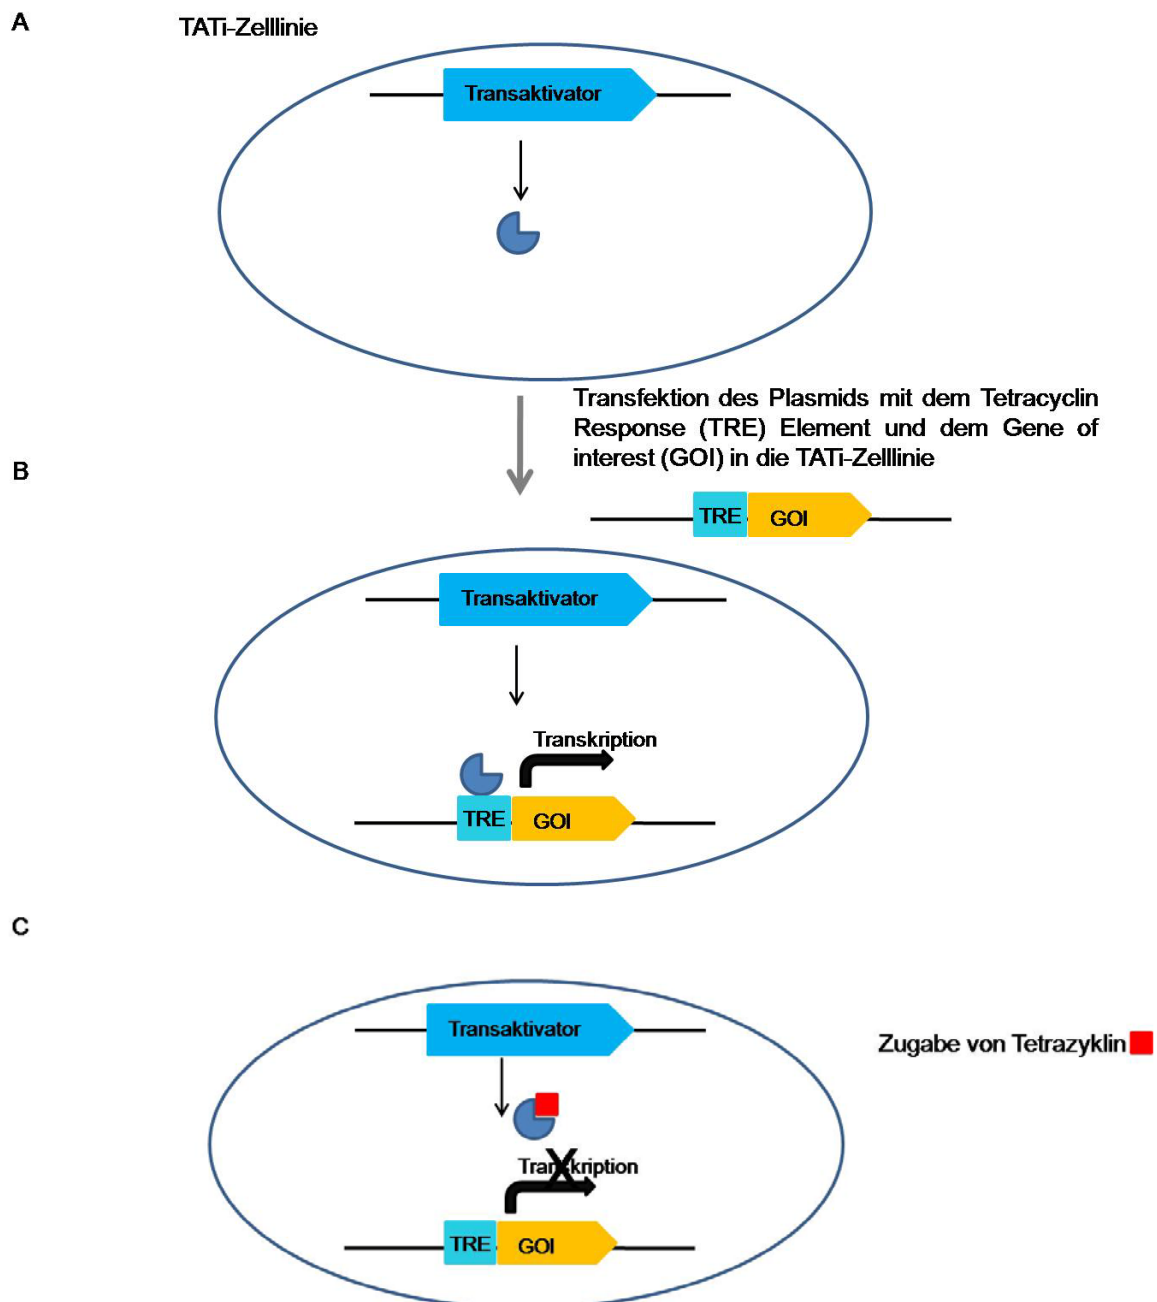 A
TATi-Zelllinie
Transaktivator
Transfektion des Plasmids mit dem Tetracyclin
Response (TRE) Element und dem Gene of
interest (GOI) in die TATi-Zelllinie
B
TRE GOI
Transaktivator
Transkription
TRE GOI
C
Transaktivator
Zugabe von Tetrazyklin
Transkription
X
TRE GOI